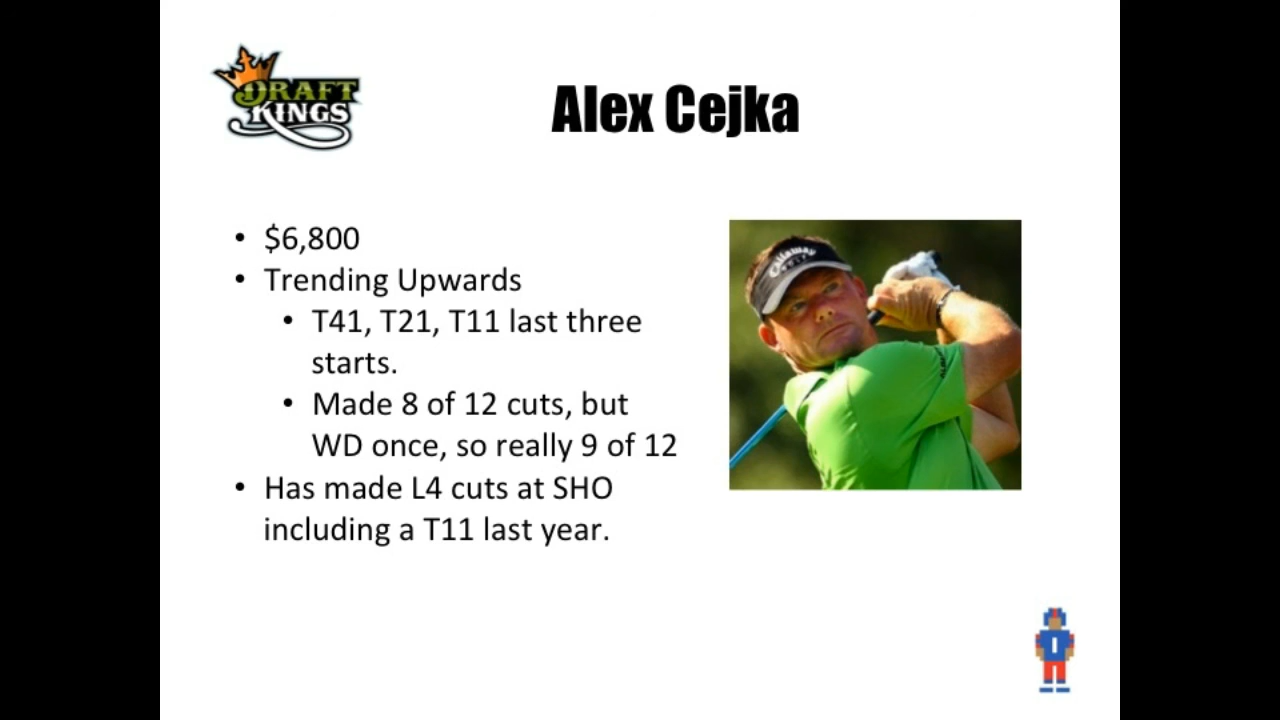 DRAFT
KINGS
Alex Cejka
• $6,800
• Trending Upwards
• T41, T21, T11 last three
starts.
• Made 8 of 12 cuts, but
WD once, so really 9 of 12
• Has made L4 cuts at SHO
including a T11 last year.
Callaway